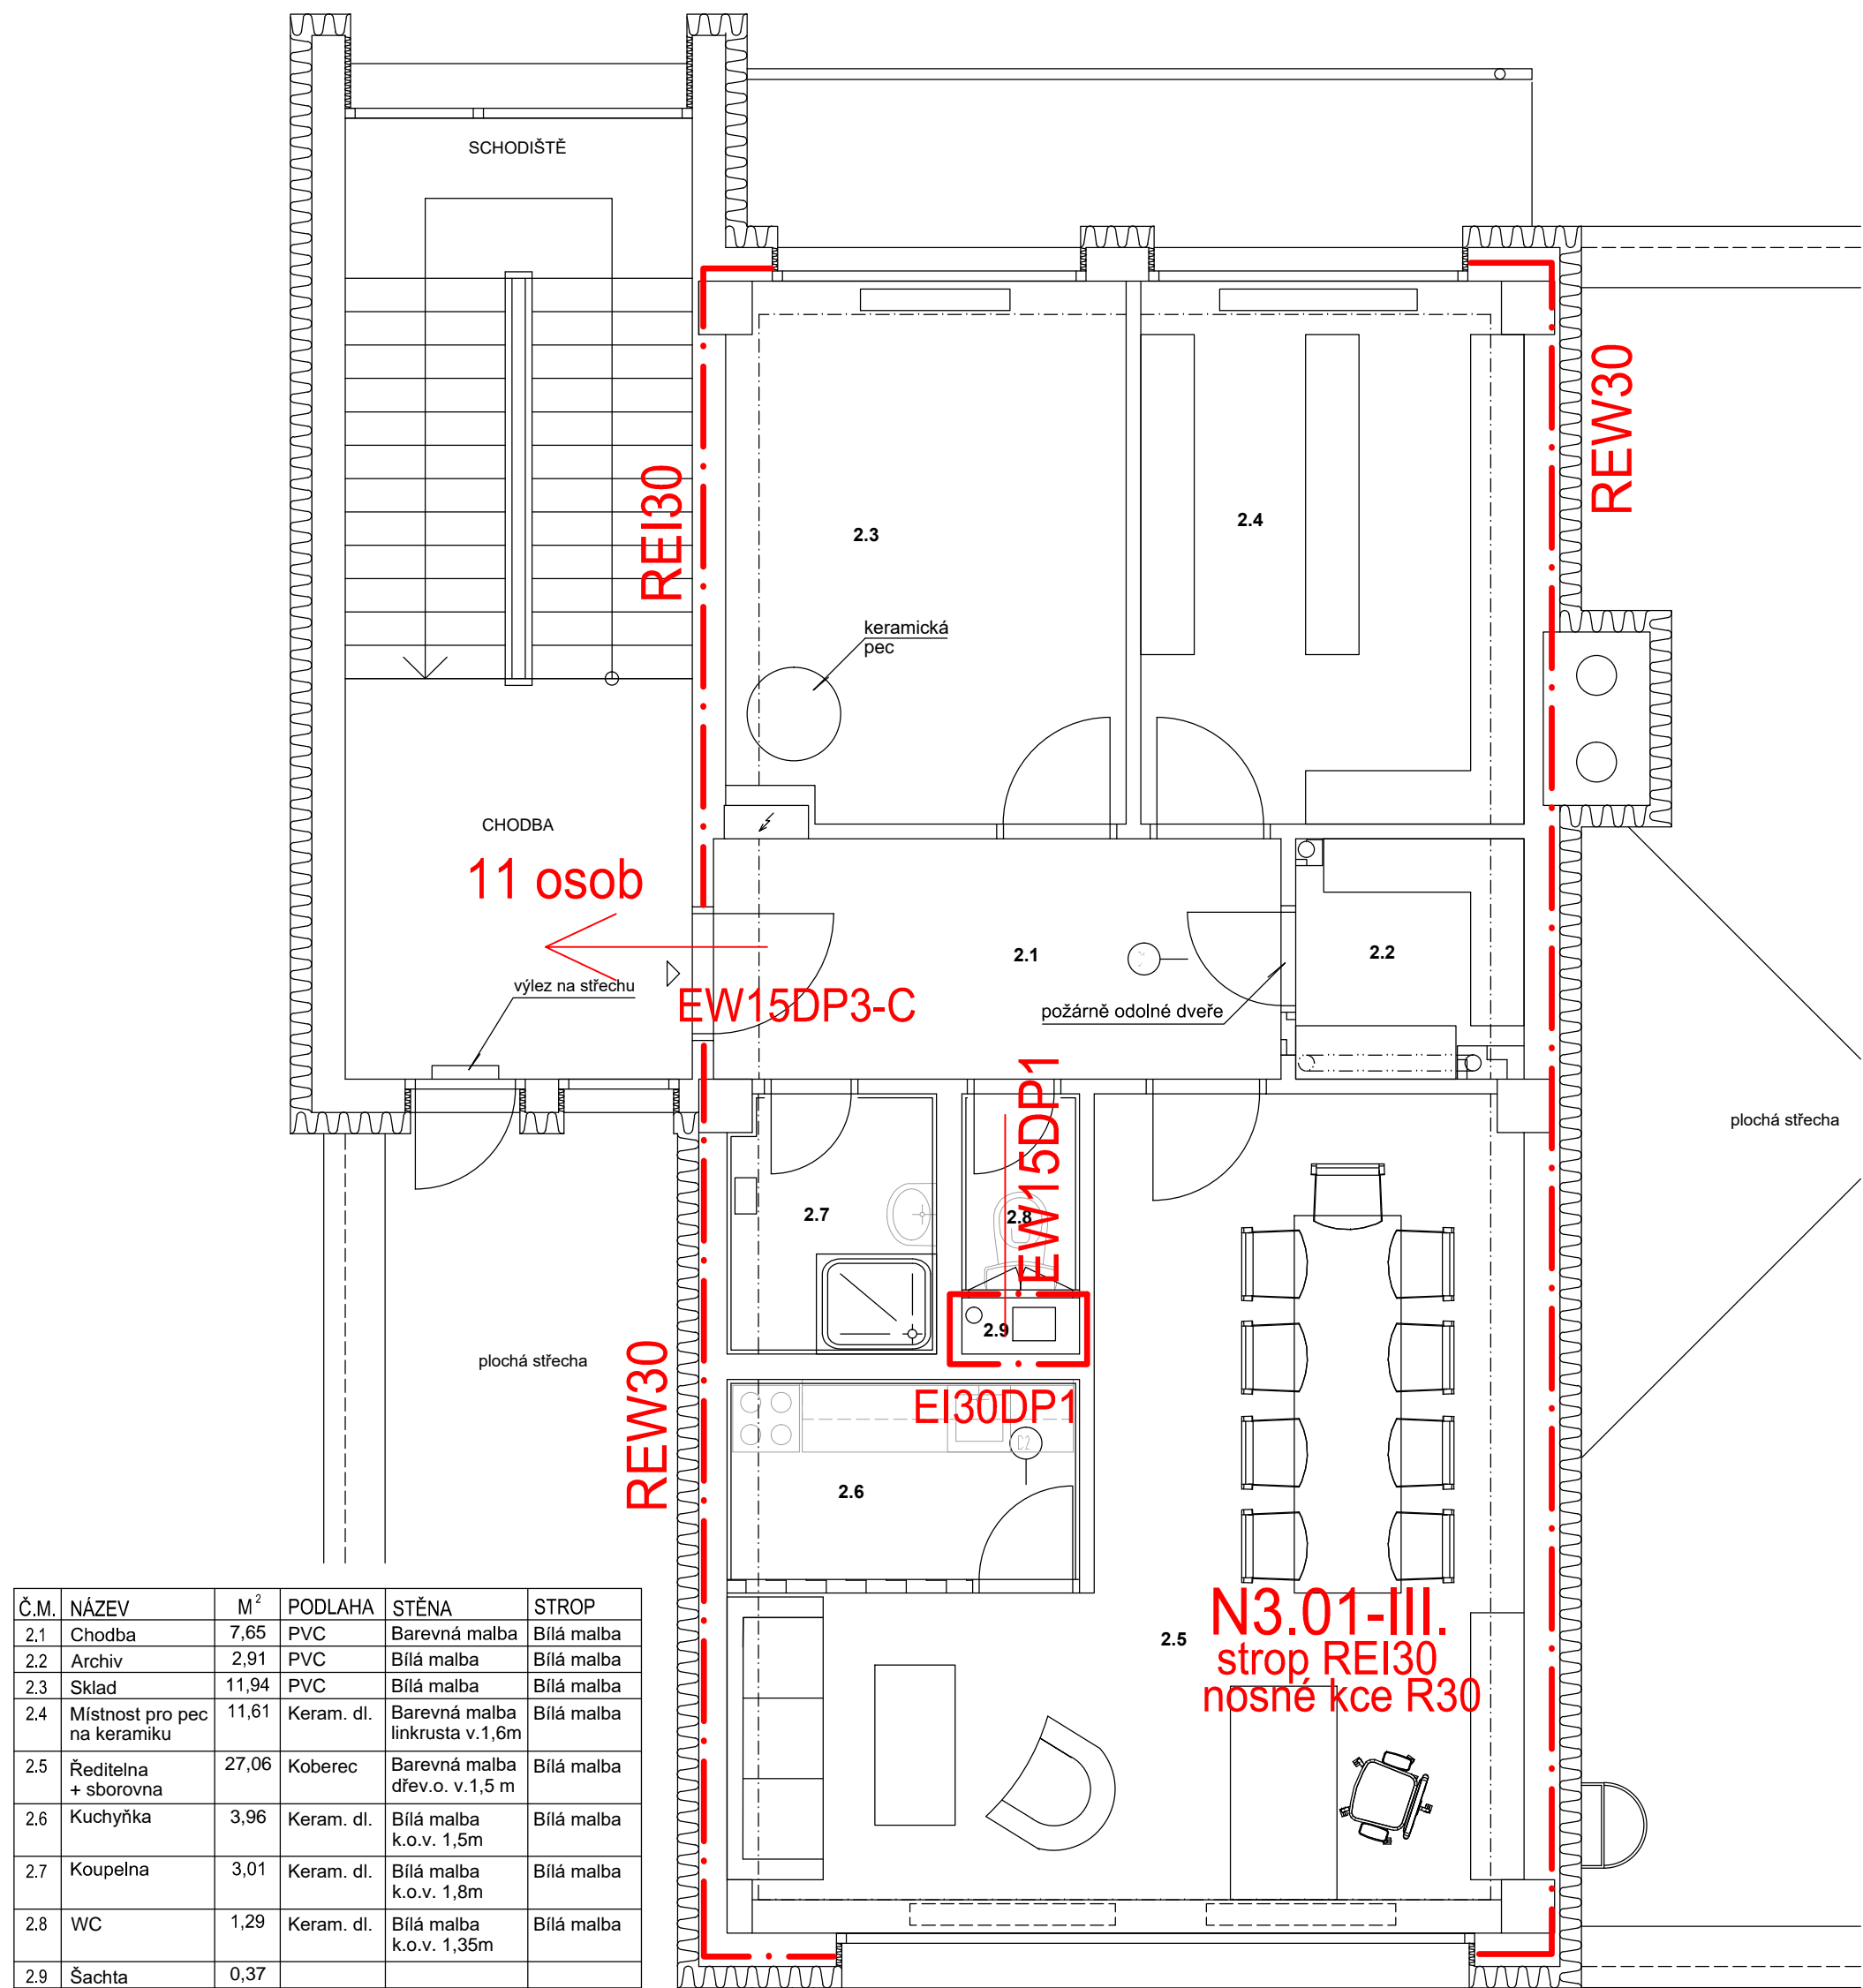 SCHODIŠTĚ
REI30
REW30
2.3
2.4
keramická
pec
CHODBA
11 osob
2.1
2.2
výlez na střechu
EW15DP3-C
požárně odolné dveře
EW15DP1
plochá střecha
2.7
2.8
2.9
plochá střecha
REW30
EI30DP1
2.6
N3.01-III.
2.5
strop REI30
nosné kce R30
Č.M. NÁZEV M² PODLAHA STĚNA STROP
2.1 Chodba 7,65 PVC Barevná malba Bílá malba
2.2 Archiv 2,91 PVC Bílá malba Bílá malba
2.3 Sklad 11,94 PVC Bílá malba Bílá malba
2.4 Místnost pro pec 11,61 Keram. dl. Barevná malba Bílá malba
na keramiku linkrusta v.1,6m
2.5 Ředitelna 27,06 Koberec Barevná malba Bílá malba
+ sborovna dřev.o. v.1,5 m
2.6 Kuchyňka 3,96 Keram. dl. Bílá malba Bílá malba
k.o.v. 1,5m
2.7 Koupelna 3,01 Keram. dl. Bílá malba Bílá malba
k.o.v. 1,8m
2.8 WC 1,29 Keram. dl. Bílá malba Bílá malba
k.o.v. 1,35m
2.9 Šachta 0,37